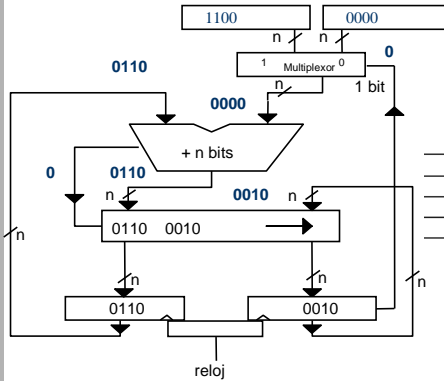 1100 0000
n n 0
0110 1 Multiplexor 0
n 1 bit
0000
+ n bits
0 0110 0010
n n
0110 0010
n n
n n
0110 0010
reloj